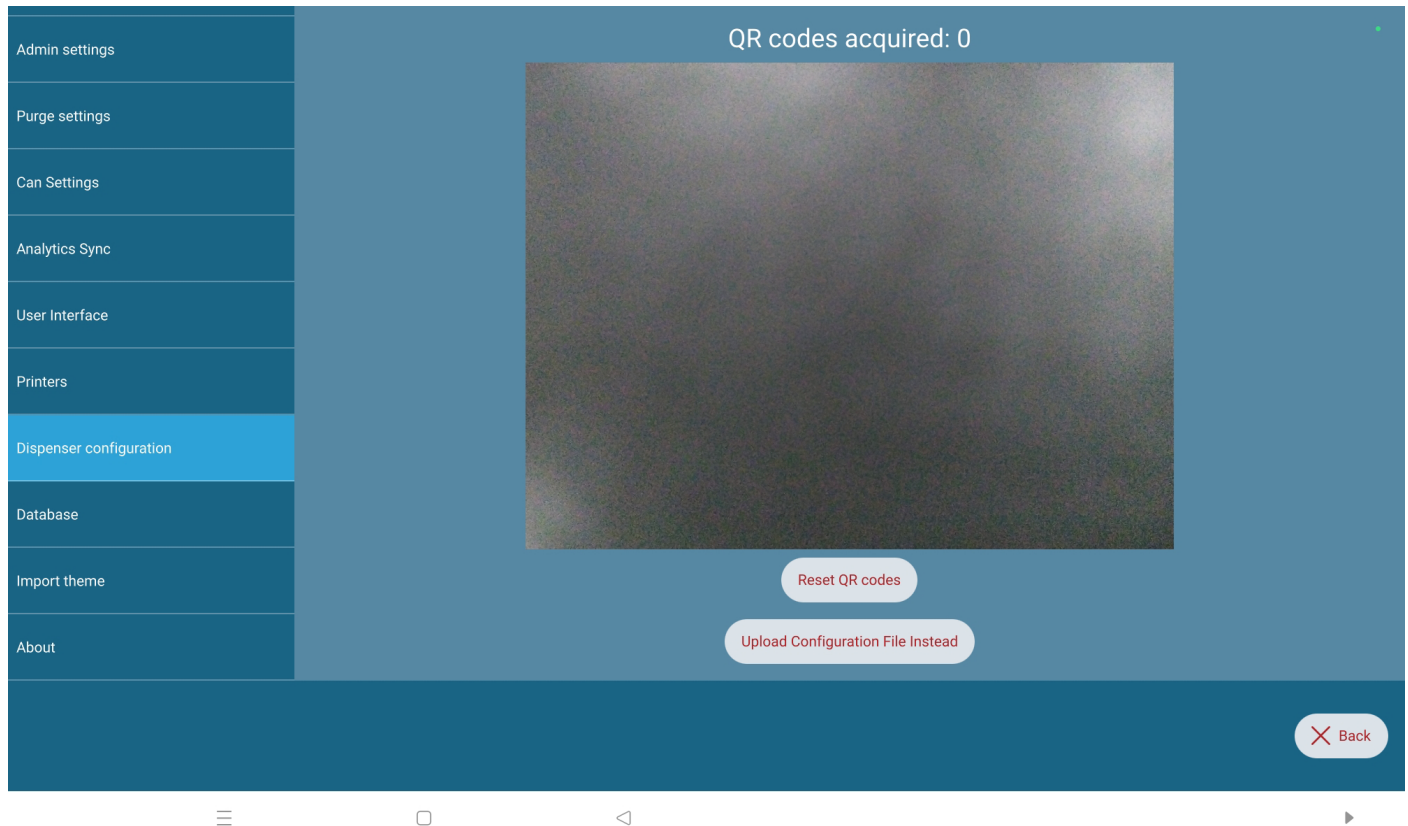 Admin settings
Purge settings
Can Settings
Analytics Sync
User Interface
Printers
Dispenser configuration
Database
Import theme
About
QR codes acquired: 0
Reset QR codes
Upload Configuration File Instead
Back